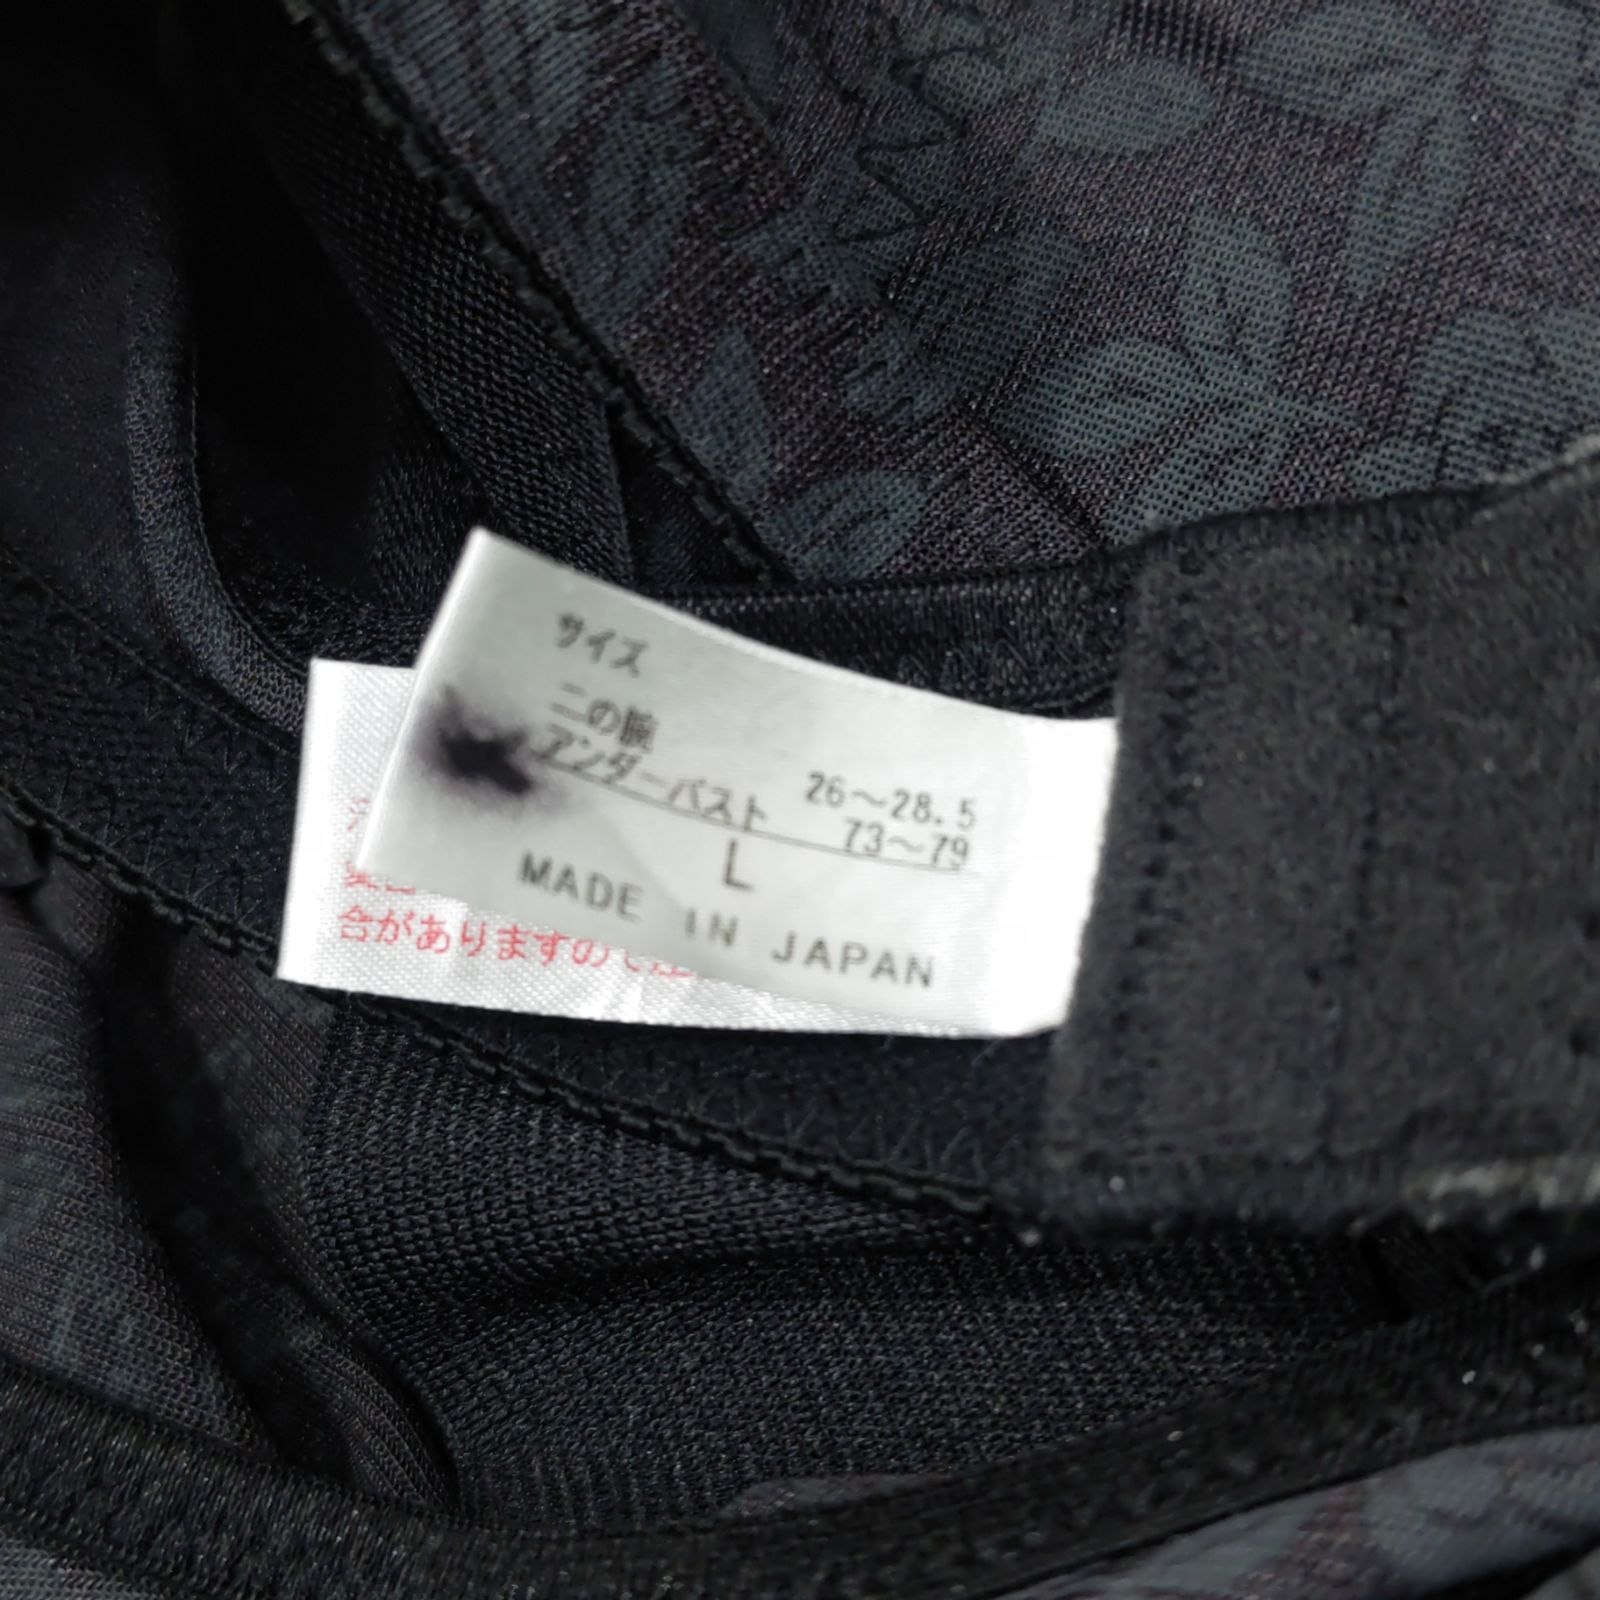 サイズ
二の腕 26～28.5
アンダーバスト 73～79
L
MADE IN JAPAN
合がありますので